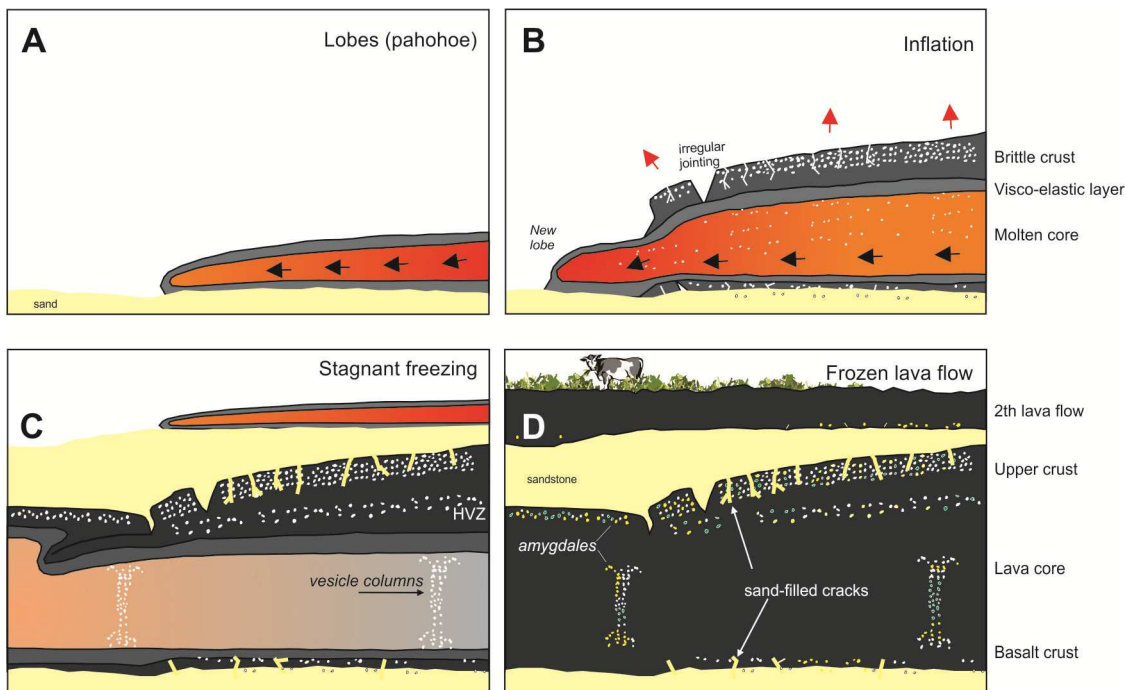 A
Lobes (pahohoe)
sand
B
Inflation
irregular
jointing
New
lobe
Brittle crust
Visco-elastic layer
Molten core
C
Stagnant freezing
HVZ
vesicle columns
D
Frozen lava flow
sandstone
amygdales
sand-filled cracks
2th lava flow
Upper crust
Lava core
Basalt crust